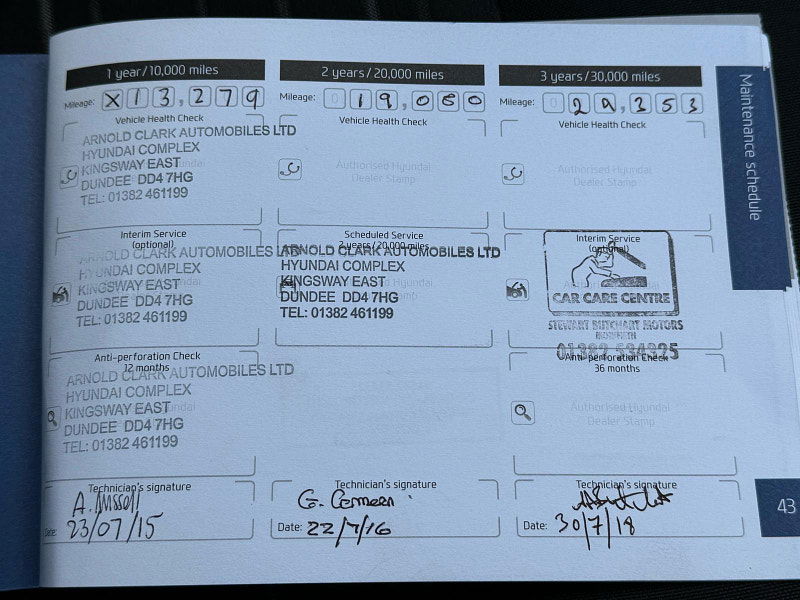 1 year/10,000 miles
Mileage: X13,279
Vehicle Health Check
ARNOLD CLARK AUTOMOBILES LTD
HYUNDAI COMPLEX
KINGSWAY EAST
DUNDEE DD4 7HG
TEL: 01382 461199
Interim Service
(optional)
ARNOLD CLARK AUTOMOBILES LTD
HYUNDAI COMPLEX
KINGSWAY EAST
DUNDEE DD4 7HG
TEL: 01382 461199
Anti-perforation Check
12 months
ARNOLD CLARK AUTOMOBILES LTD
HYUNDAI COMPLEX
KINGSWAY EAST
DUNDEE DD4 7HG
TEL: 01382 461199
Technician's signature
Date: 23/07/15
2 years/20,000 miles
Mileage: 019,080
Vehicle Health Check
Authorised Hyundai
Dealer Stamp
Scheduled Service
2 years/20,000 miles
ARNOLD CLARK AUTOMOBILES LTD
HYUNDAI COMPLEX
KINGSWAY EAST
DUNDEE DD4 7HG
TEL: 01382 461199
Technician's signature
G.
Date: 22/7/16
3 years/30,000 miles
Mileage: 029,353
Vehicle Health Check
Authorised Hyundai
Dealer Stamp
Interim Service
(optional)
CAR CARE CENTRE
STEWART BUTCHART MOTORS
01382 534325
Anti-perforation Check
36 months
Authorised Hyundai
Dealer Stamp
Technician's signature
Date: 30/7/18
Maintenance schedule
43